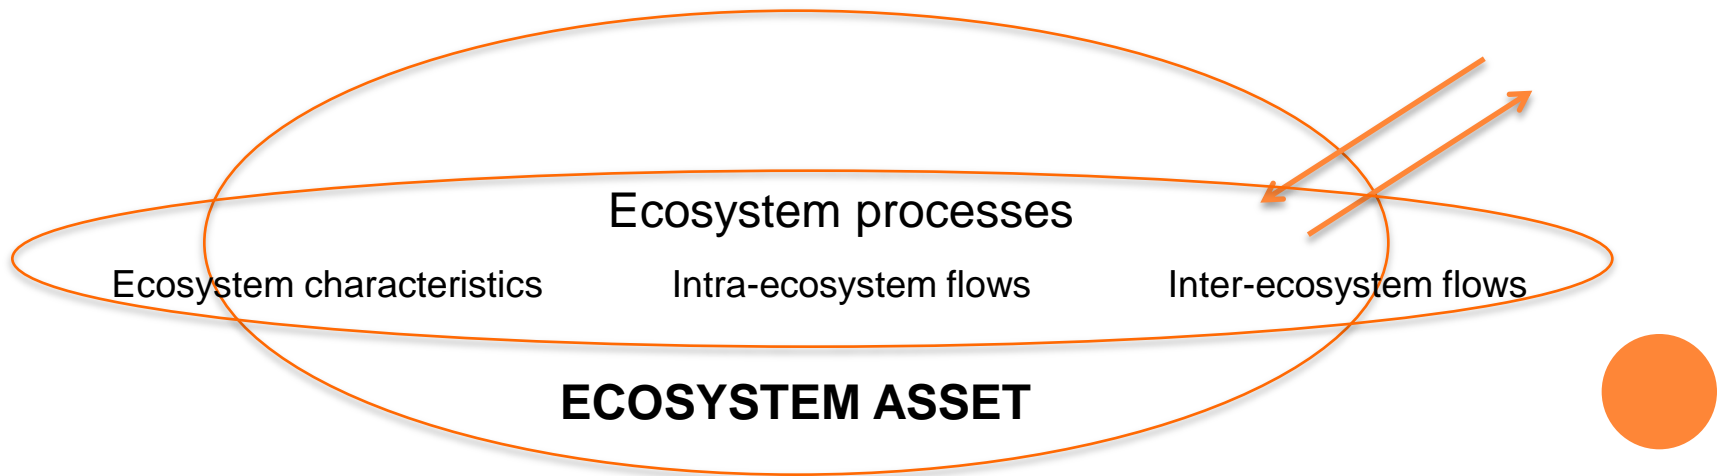 Ecosystem processes
Ecosystem characteristics Intra-ecosystem flows Inter-ecosystem flows
ECOSYSTEM ASSET